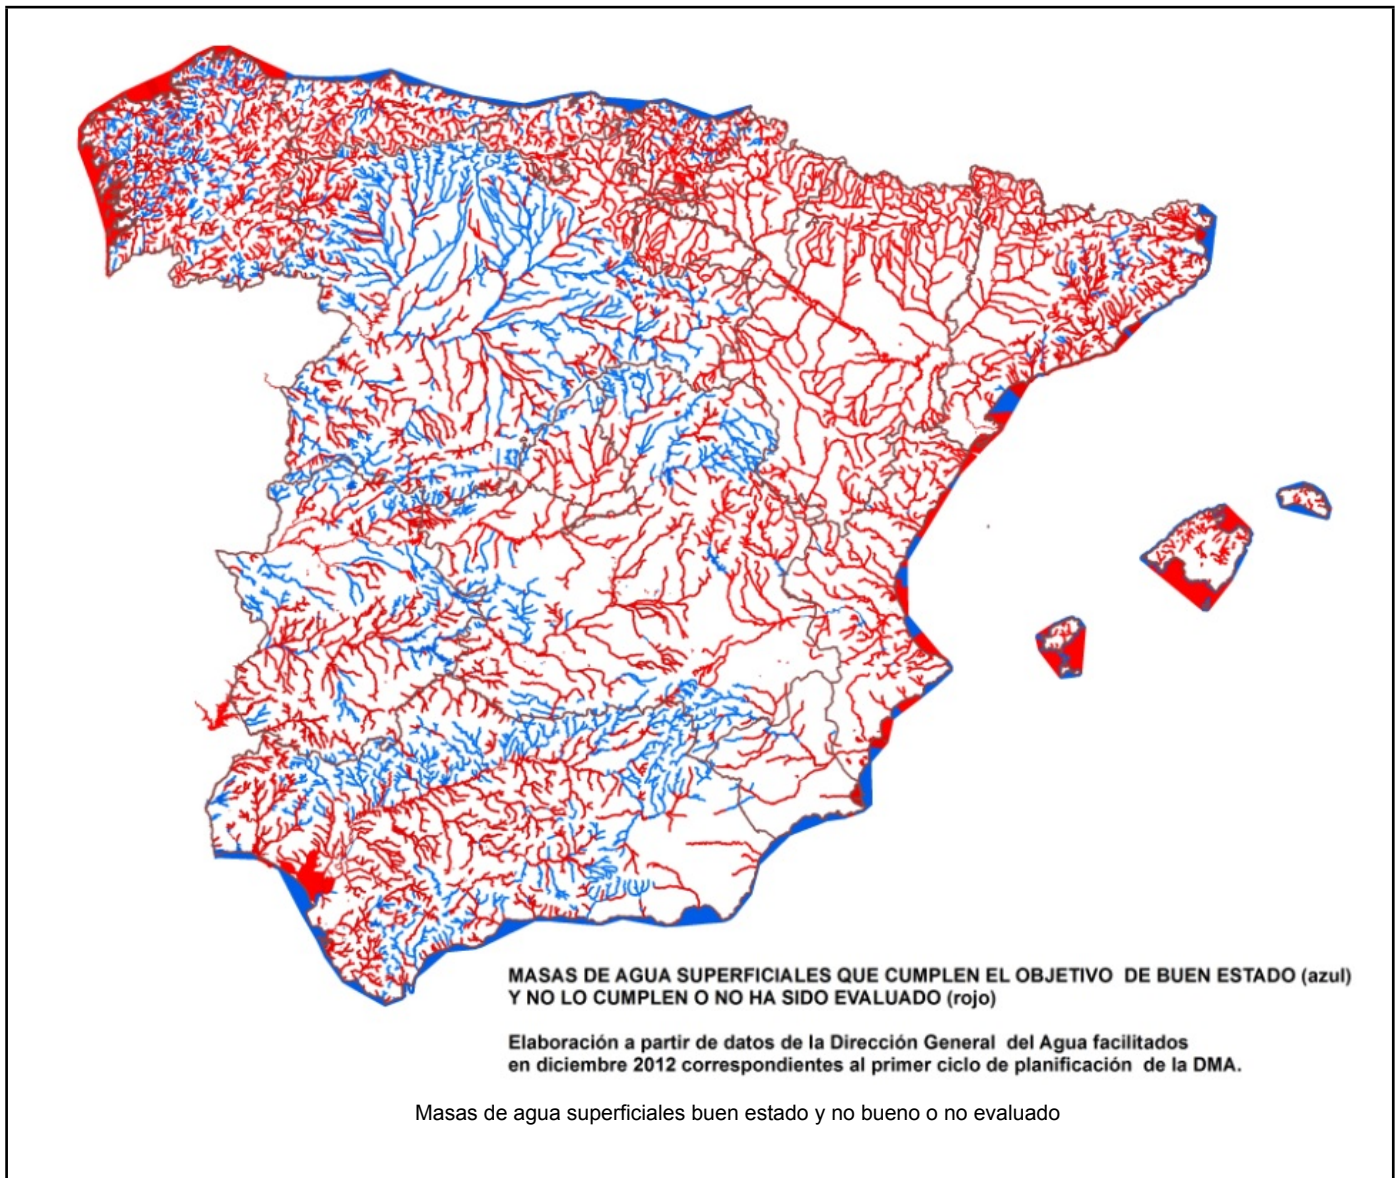 MASAS DE AGUA SUPERFICIALES QUE CUMPLEN EL OBJETIVO DE BUEN ESTADO (azul)
Y NO LO CUMPLEN O NO HA SIDO EVALUADO (rojo)
Elaboración a partir de datos de la Dirección General del Agua facilitados
en diciembre 2012 correspondientes al primer ciclo de planificación de la DMA.
Masas de agua superficiales buen estado y no bueno o no evaluado